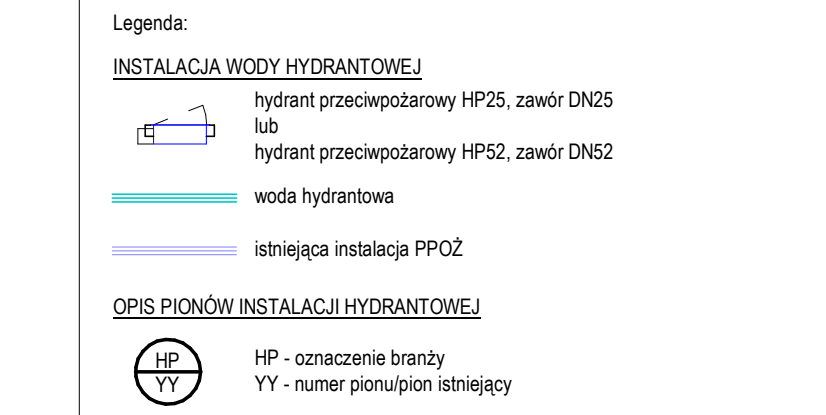 Legenda:
INSTALACJA WODY HYDRANTOWEJ
hydrant przeciwpożarowy HP25, zawór DN25
lub
hydrant przeciwpożarowy HP52, zawór DN52
woda hydrantowa
istniejąca instalacja PPOŻ
OPIS PIONÓW INSTALACJI HYDRANTOWEJ
HP
YY
HP - oznaczenie branży
YY - numer pionu/pion istniejący